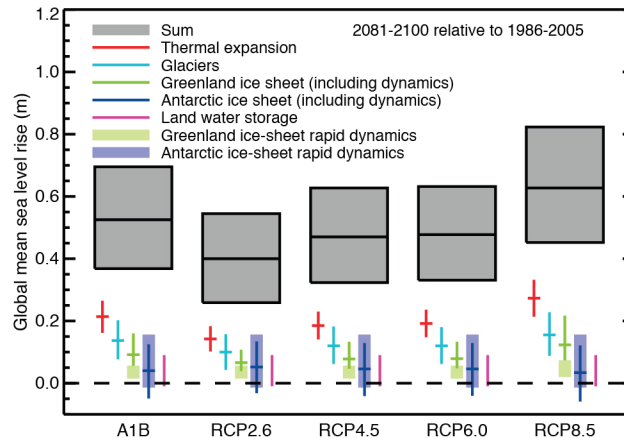 2081-2100 relative to 1986-2005
Sum
Thermal expansion
Glaciers
Greenland ice sheet (including dynamics)
Antarctic ice sheet (including dynamics)
Land water storage
Greenland ice-sheet rapid dynamics
Antarctic ice-sheet rapid dynamics
Global mean sea level rise (m)
1.2
1.0
0.8
0.6
0.4
0.2
0.0
A1B RCP2.6 RCP4.5 RCP6.0 RCP8.5